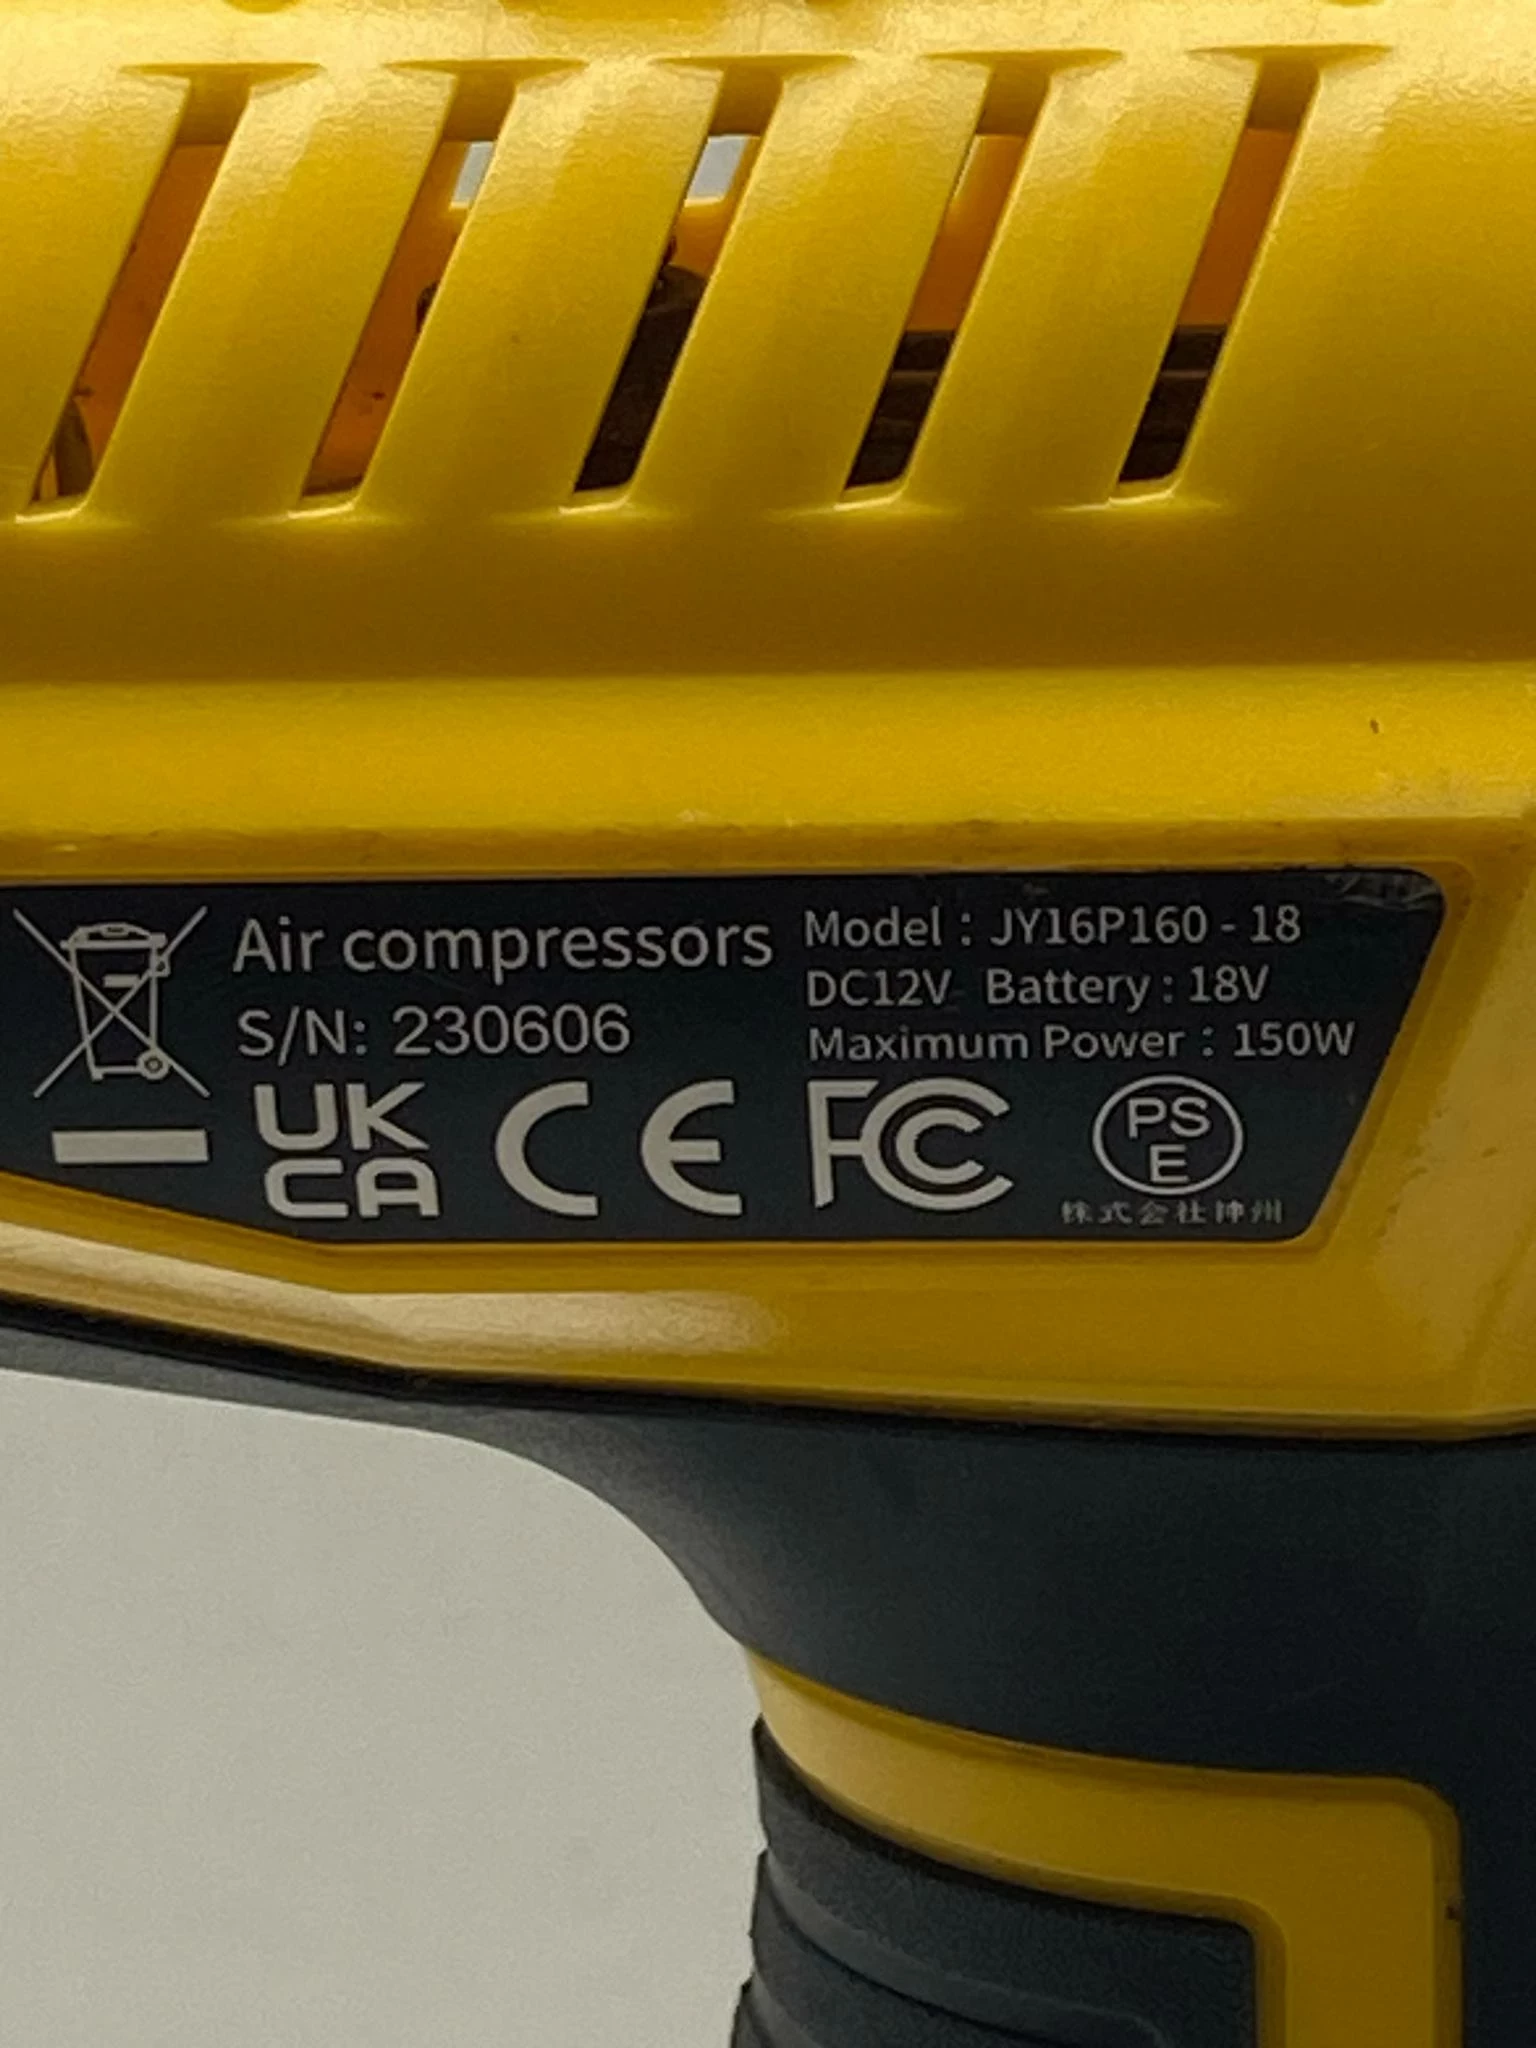 Air compressors
S/N: 230606
Model : JY16P160 - 18
DC12V Battery : 18V
Maximum Power : 150W
UK
CA
CE
FC
PS
E
株式会社神州